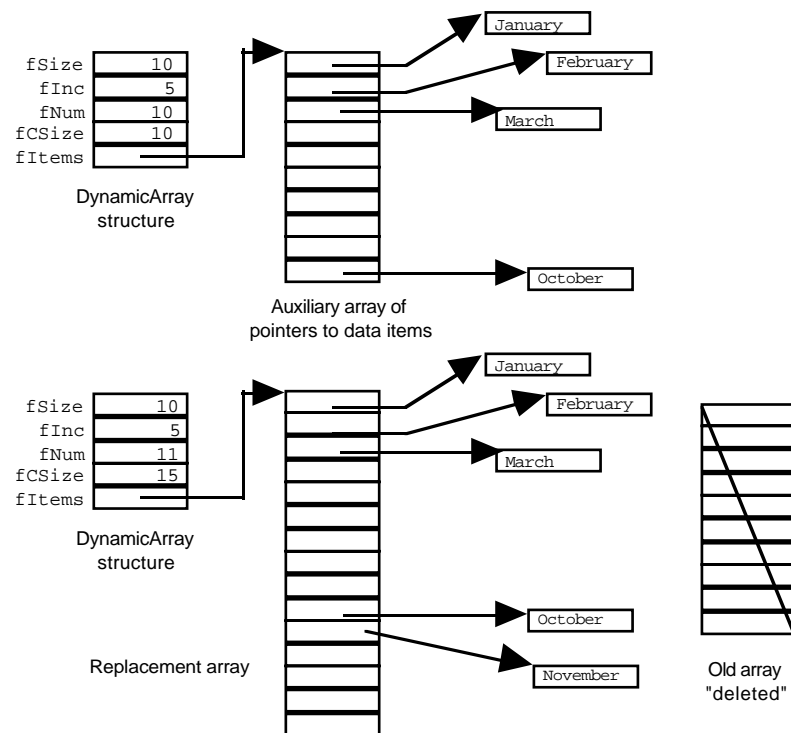 January
fSize 10
February
fInc 5
fNum 10
March
fCSize 10
fItems
DynamicArray
structure
October
Auxiliary array of
pointers to data items
January
fSize 10
February
fInc 5
fNum 11
March
fCSize 15
fItems
DynamicArray
structure
October
Replacement array
November
Old array
"deleted"